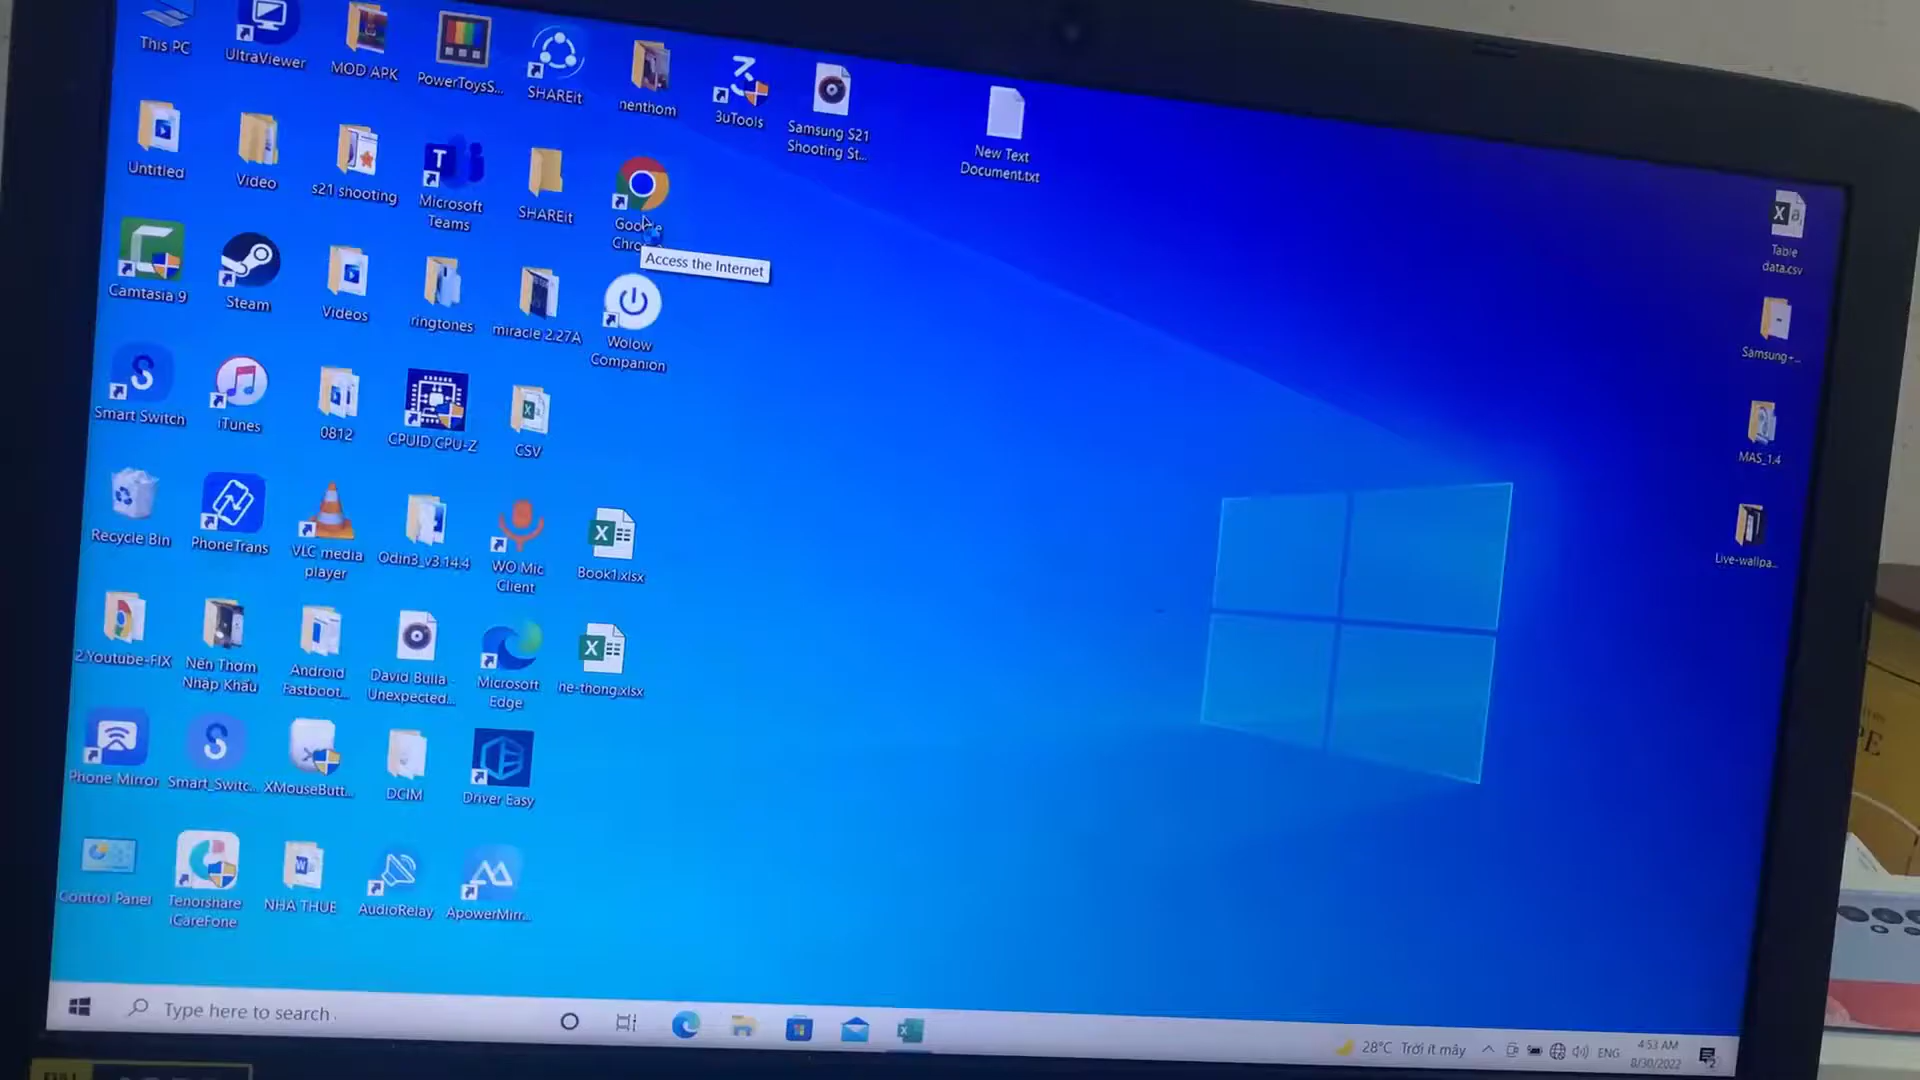 This PC
UltraViewer
MOD APK
PowerToysS...
SHAREit
nenthom
3uTools
Samsung S21
Shooting St...
New Text
Document.txt
Untitled
Video
s21 shooting
Microsoft
Teams
SHAREit
Google
Access the Internet
Table
data.csv
Camtasia 9
Steam
Videos
ringtones
miracle 2.27A
Wolow
Companion
Samsung+...
Smart Switch
iTunes
0812
CPUID CPU-Z
CSV
MAS_1.4
Recycle Bin
PhoneTrans
VLC media
player
Odin3_v3.14.4
WO Mic
Client
Book1.xlsx
Live-wallpa...
2.Youtube-FIX
Nến Thơm
Nhập Khẩu
Android
Fastboot...
David Bulla -
Unexpected...
Microsoft
Edge
he-thong.xlsx
Phone Mirror
Smart_Switc...
XMouseButt...
DCIM
Driver Easy
Control Panel
Tenorshare
iCareFone
NHA THUE
AudioRelay
ApowerMirr...
Type here to search
28°C Trời ít mây
ENG
4:53 AM
8/30/2022